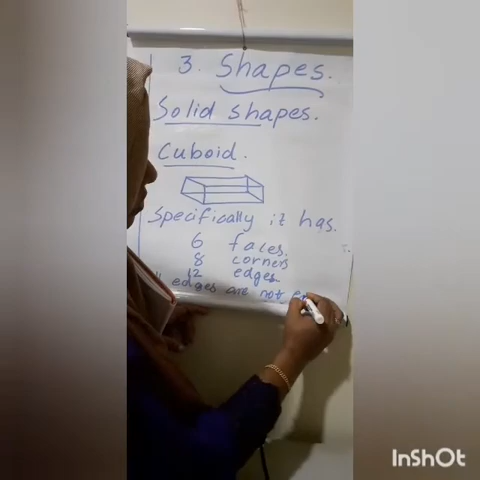 3. Shapes.
Solid shapes.
Cuboid.
Specifically it has.
6 faces.
8 corners
12 edges
edges are not
InShOt